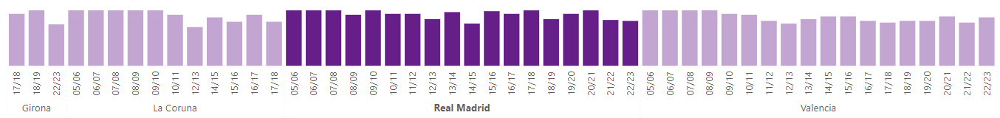 17/18 18/19 22/23 05/06 06/07 07/08 08/09 09/10 10/11 12/13 14/15 15/16 16/17 17/18 05/06 06/07 07/08 08/09 09/10 10/11 11/12 12/13 13/14 14/15 15/16 16/17 17/18 18/19 19/20 20/21 21/22 22/23 05/06 06/07 07/08 08/09 09/10 10/11 11/12 12/13 13/14 14/15 15/16 16/17 17/18 18/19 19/20 20/21 21/22 22/23
Girona La Coruna Real Madrid Valencia